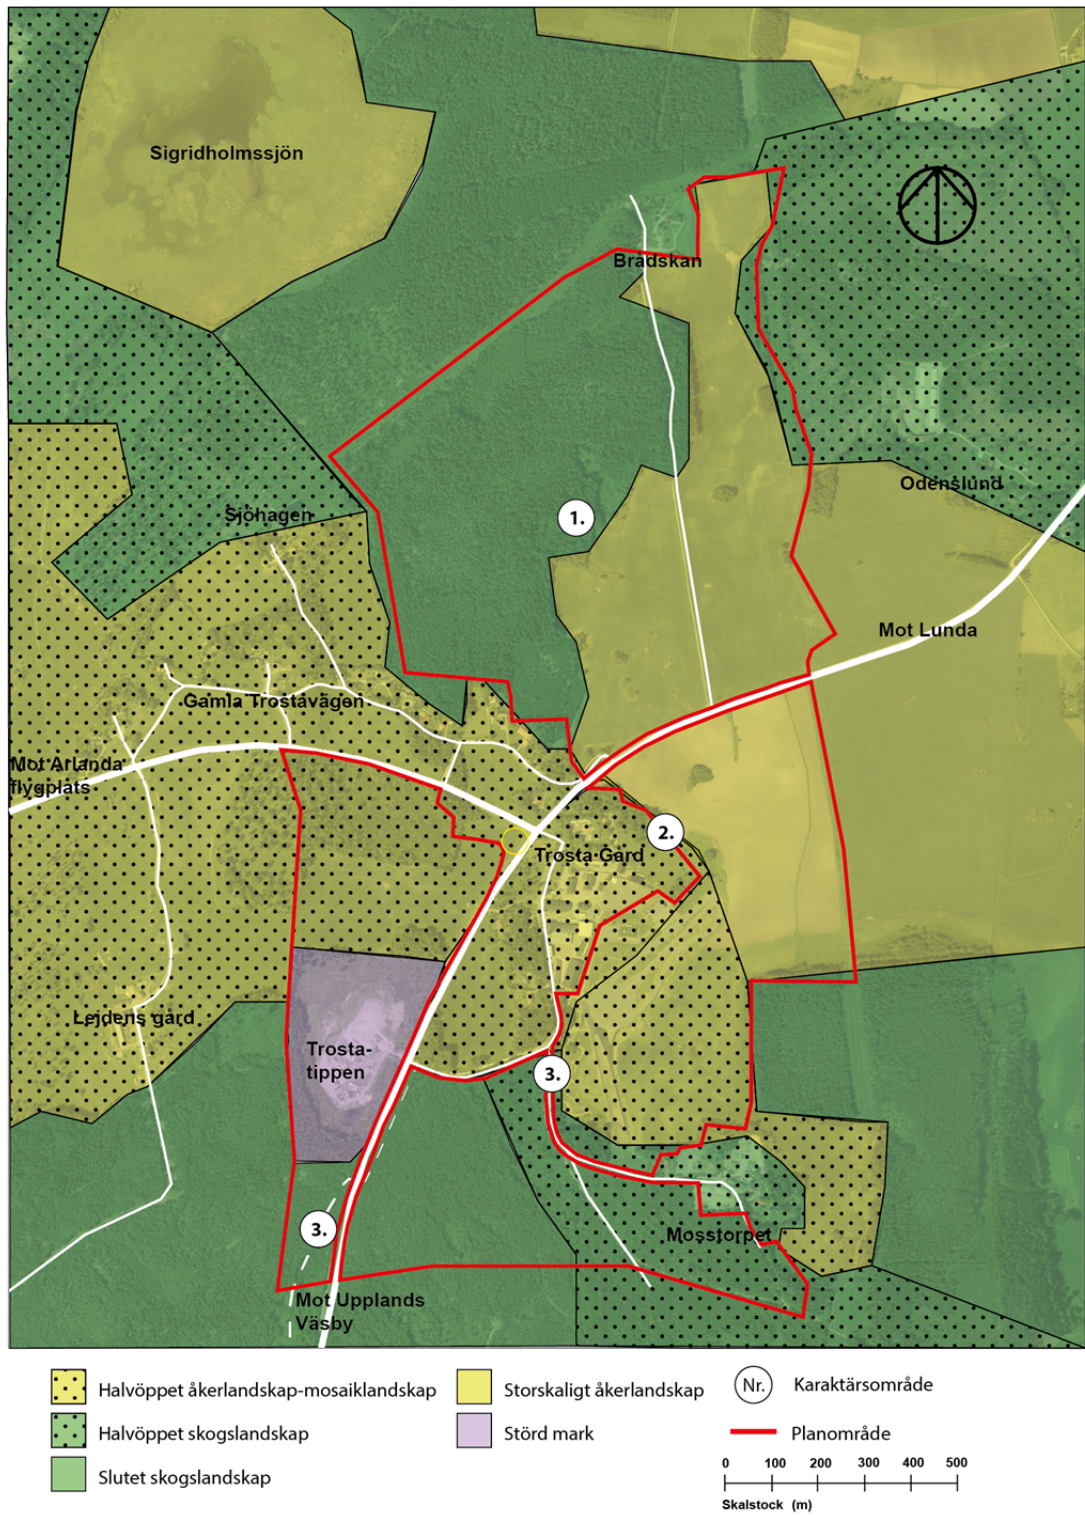 Sigridholmssjön
Brådskan
Odenslund
Sjöhagen
1.
Mot Lunda
Gamla Trostavägen
Mot Arlanda
flygplats
2.
Trosta Gård
Lejdens gård
Trosta-
tippen
3.
3.
Mosstorpet
Mot Upplands
Väsby
Halvöppet åkerlandskap-mosaiklandskap
Halvöppet skogslandskap
Slutet skogslandskap
Storskaligt åkerlandskap
Störd mark
Nr.
Karaktärsområde
Planområde
0 100 200 300 400 500
Skalstock (m)